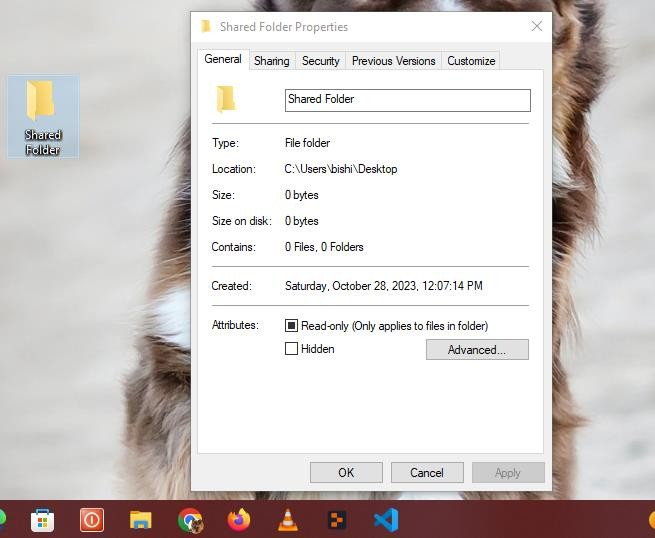 Shared Folder Properties
General Sharing Security Previous Versions Customize
Shared
Folder
Shared Folder
Type: File folder
Location: C:\Users\bishi\Desktop
Size: 0 bytes
Size on disk: 0 bytes
Contains: 0 Files, 0 Folders
Created: Saturday, October 28, 2023, 12:07:14 PM
Attributes: Read-only (Only applies to files in folder)
Hidden Advanced...
OK Cancel Apply